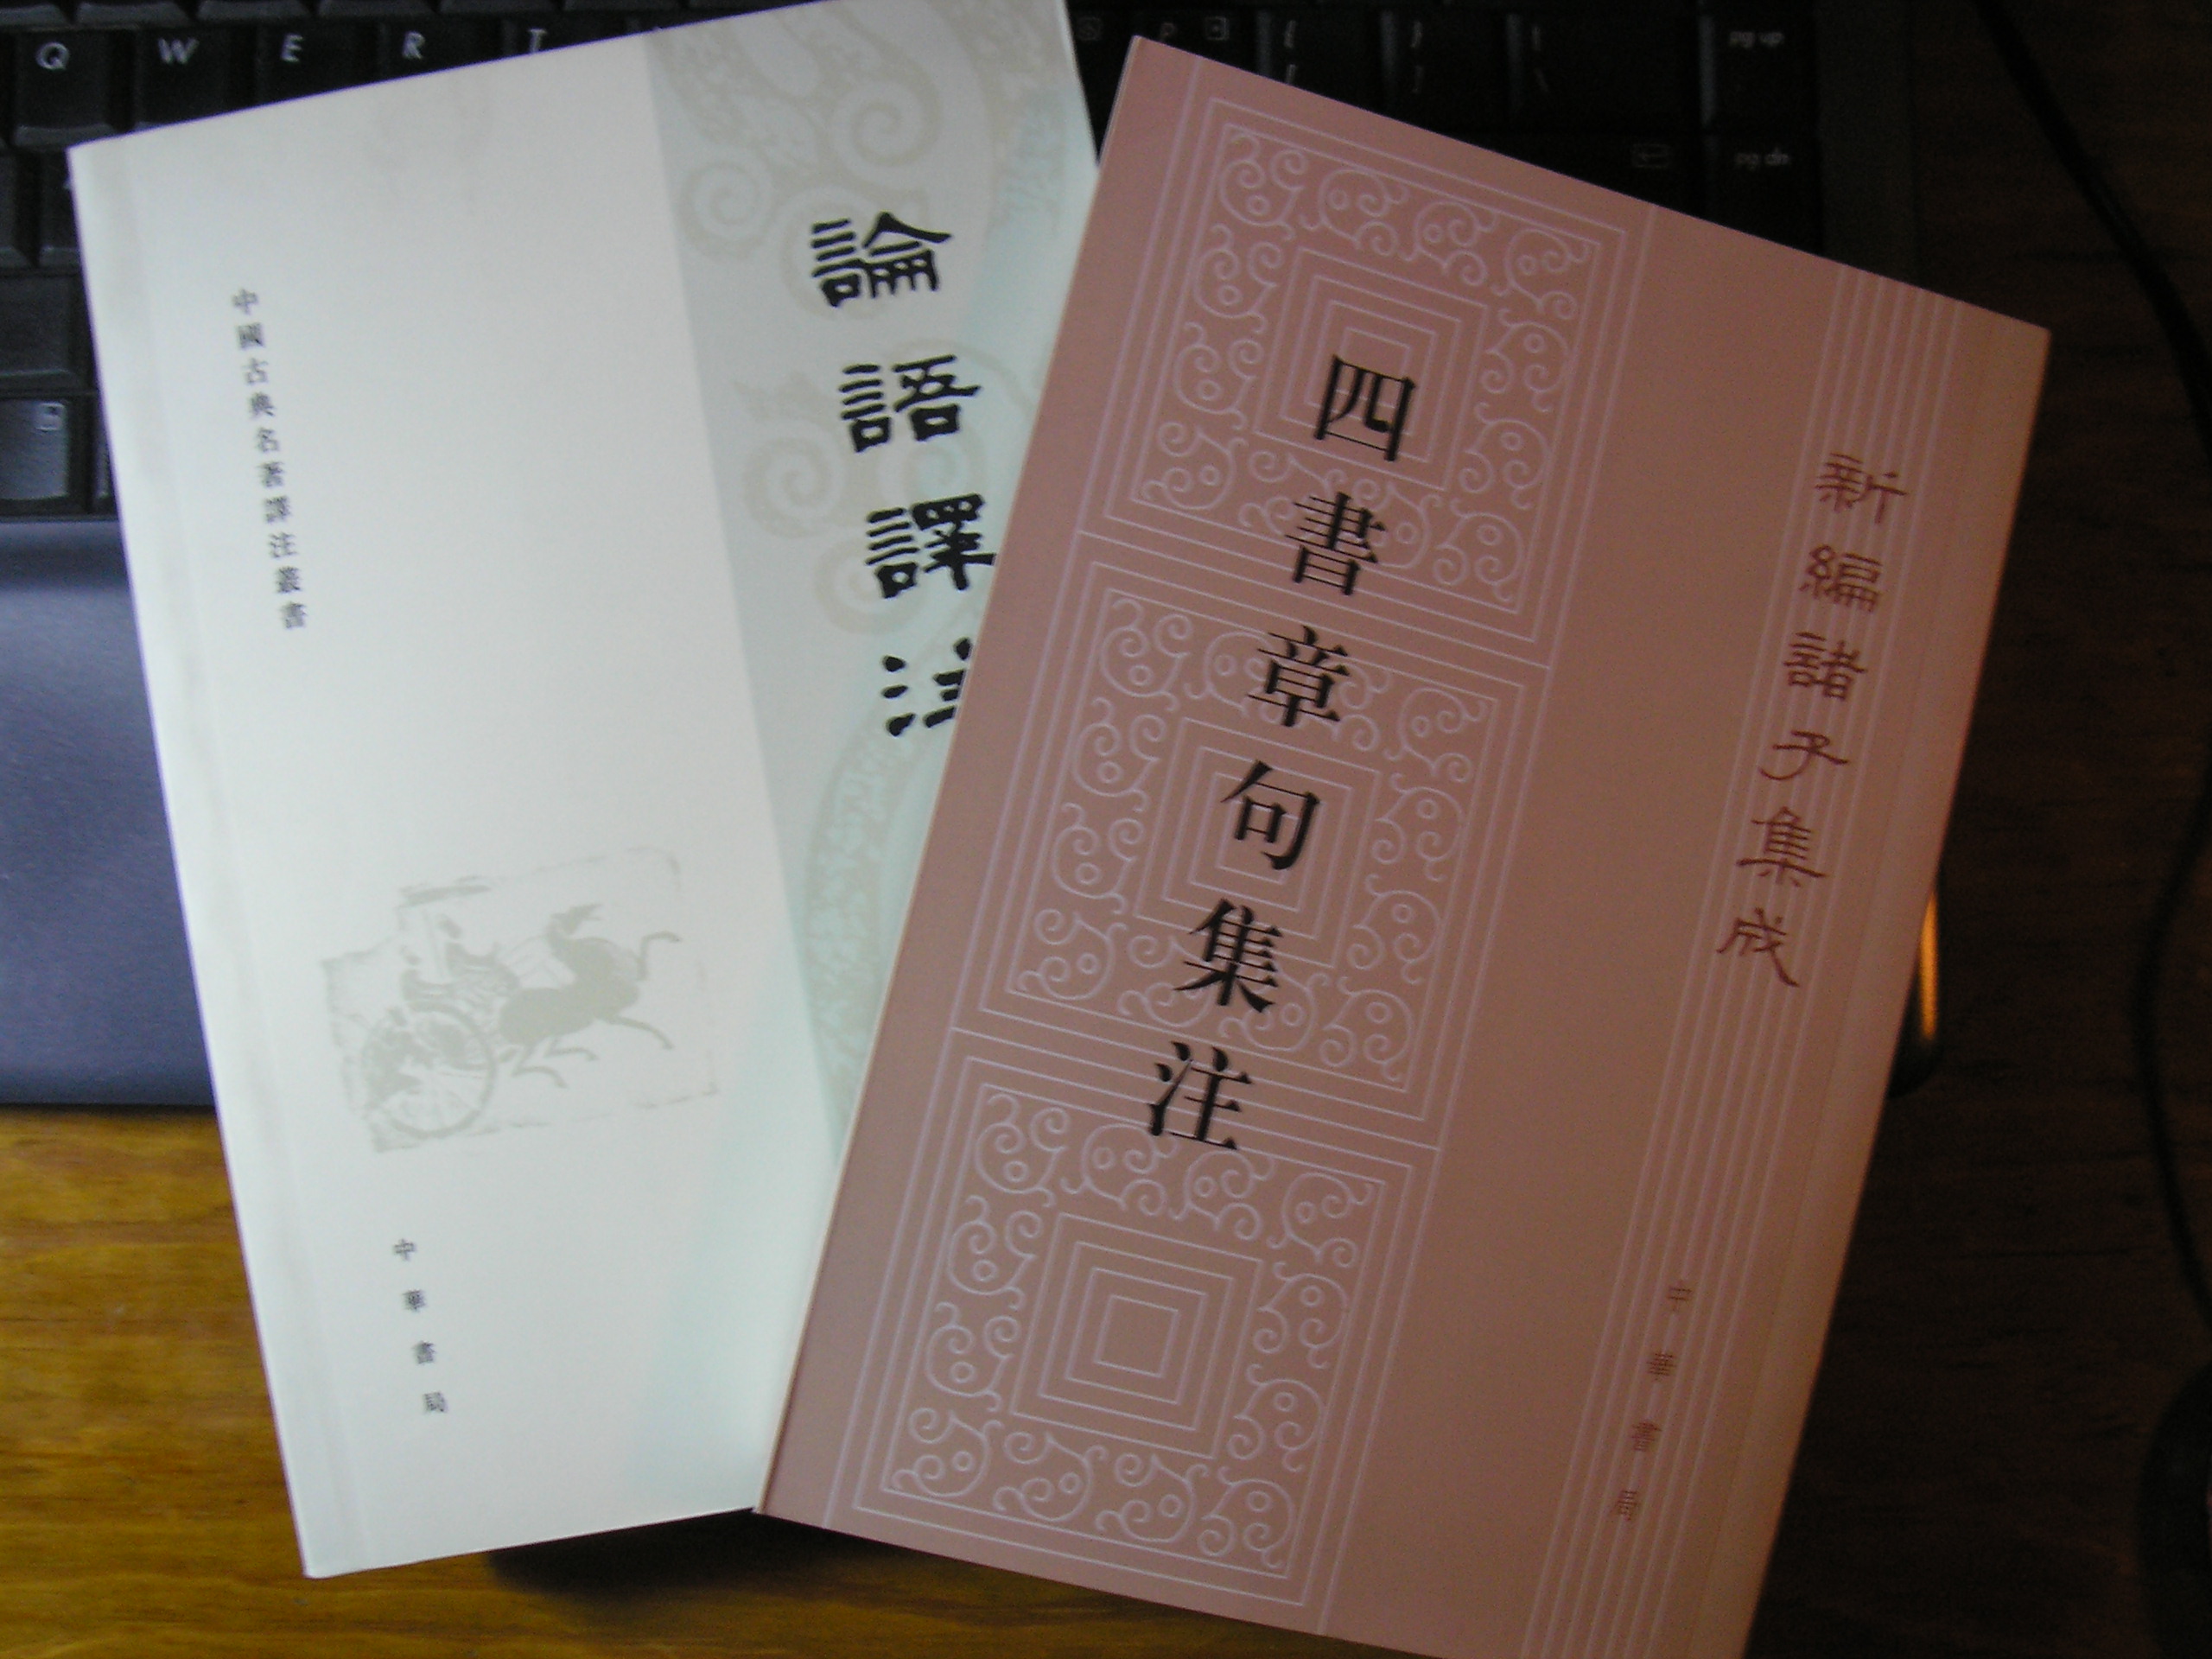 Q W E R T
pg up
pg dn
論語譯注
中國古典名著譯注叢書
中華書局
四書章句集注
新編諸子集成
中華書局